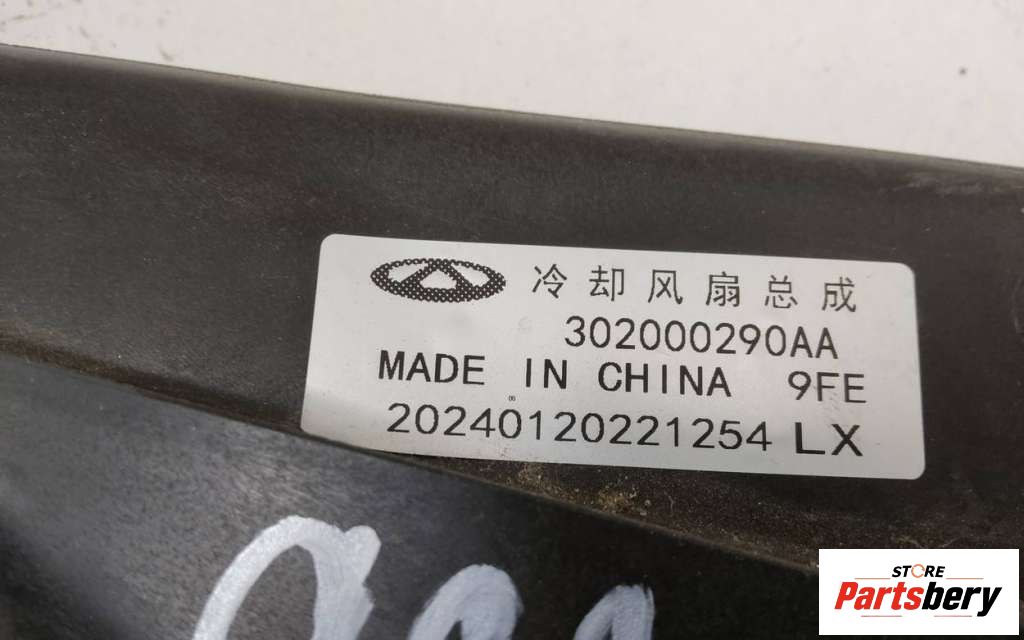 冷却风扇总成
302000290AA
MADE IN CHINA 9FE
20240120221254 LX
STORE
Partsbery